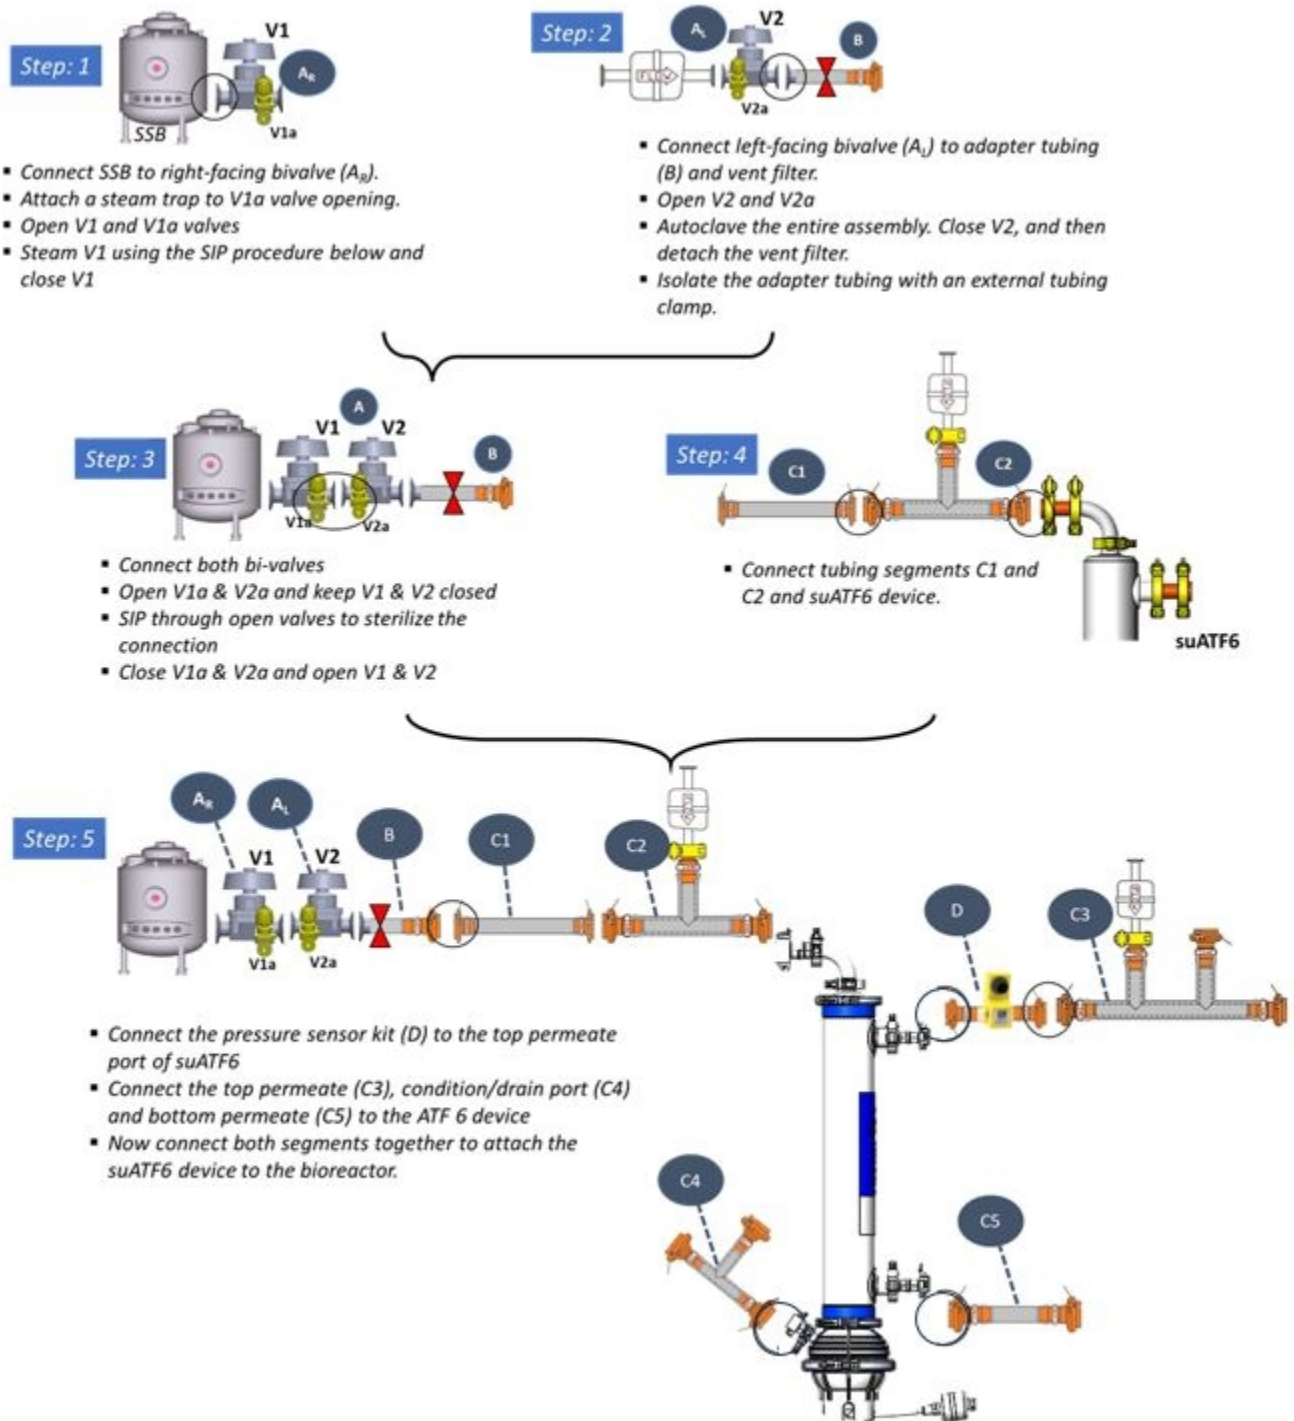 Step: 1
V1
A_R
SSB
V1a
▪ Connect SSB to right-facing bivalve (A_R).
▪ Attach a steam trap to V1a valve opening.
▪ Open V1 and V1a valves
▪ Steam V1 using the SIP procedure below and
close V1
Step: 2
A_L
V2
B
V2a
▪ Connect left-facing bivalve (A_L) to adapter tubing
(B) and vent filter.
▪ Open V2 and V2a
▪ Autoclave the entire assembly. Close V2, and then
detach the vent filter.
▪ Isolate the adapter tubing with an external tubing
clamp.
Step: 3
A
V1
V2
B
V1a
V2a
▪ Connect both bi-valves
▪ Open V1a & V2a and keep V1 & V2 closed
▪ SIP through open valves to sterilize the
connection
▪ Close V1a & V2a and open V1 & V2
Step: 4
C1
C2
▪ Connect tubing segments C1 and
C2 and suATF6 device.
suATF6
Step: 5
A_R
A_L
V1
V2
B
C1
C2
V1a
V2a
D
C3
▪ Connect the pressure sensor kit (D) to the top permeate
port of suATF6
▪ Connect the top permeate (C3), condition/drain port (C4)
and bottom permeate (C5) to the ATF 6 device
▪ Now connect both segments together to attach the
suATF6 device to the bioreactor.
C4
C5